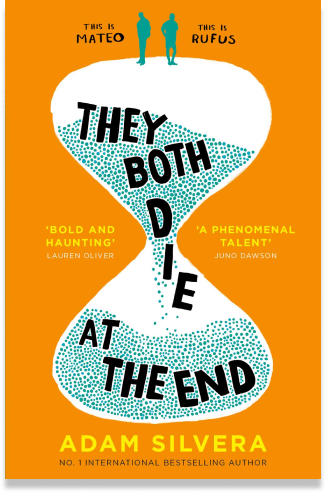 THIS IS
MATEO
THIS IS
RUFUS
THEY
BOTH
DIE
AT
THE END
'BOLD AND
HAUNTING'
LAUREN OLIVER
'A PHENOMENAL
TALENT'
JUNO DAWSON
ADAM SILVERA
NO. 1 INTERNATIONAL BESTSELLING AUTHOR